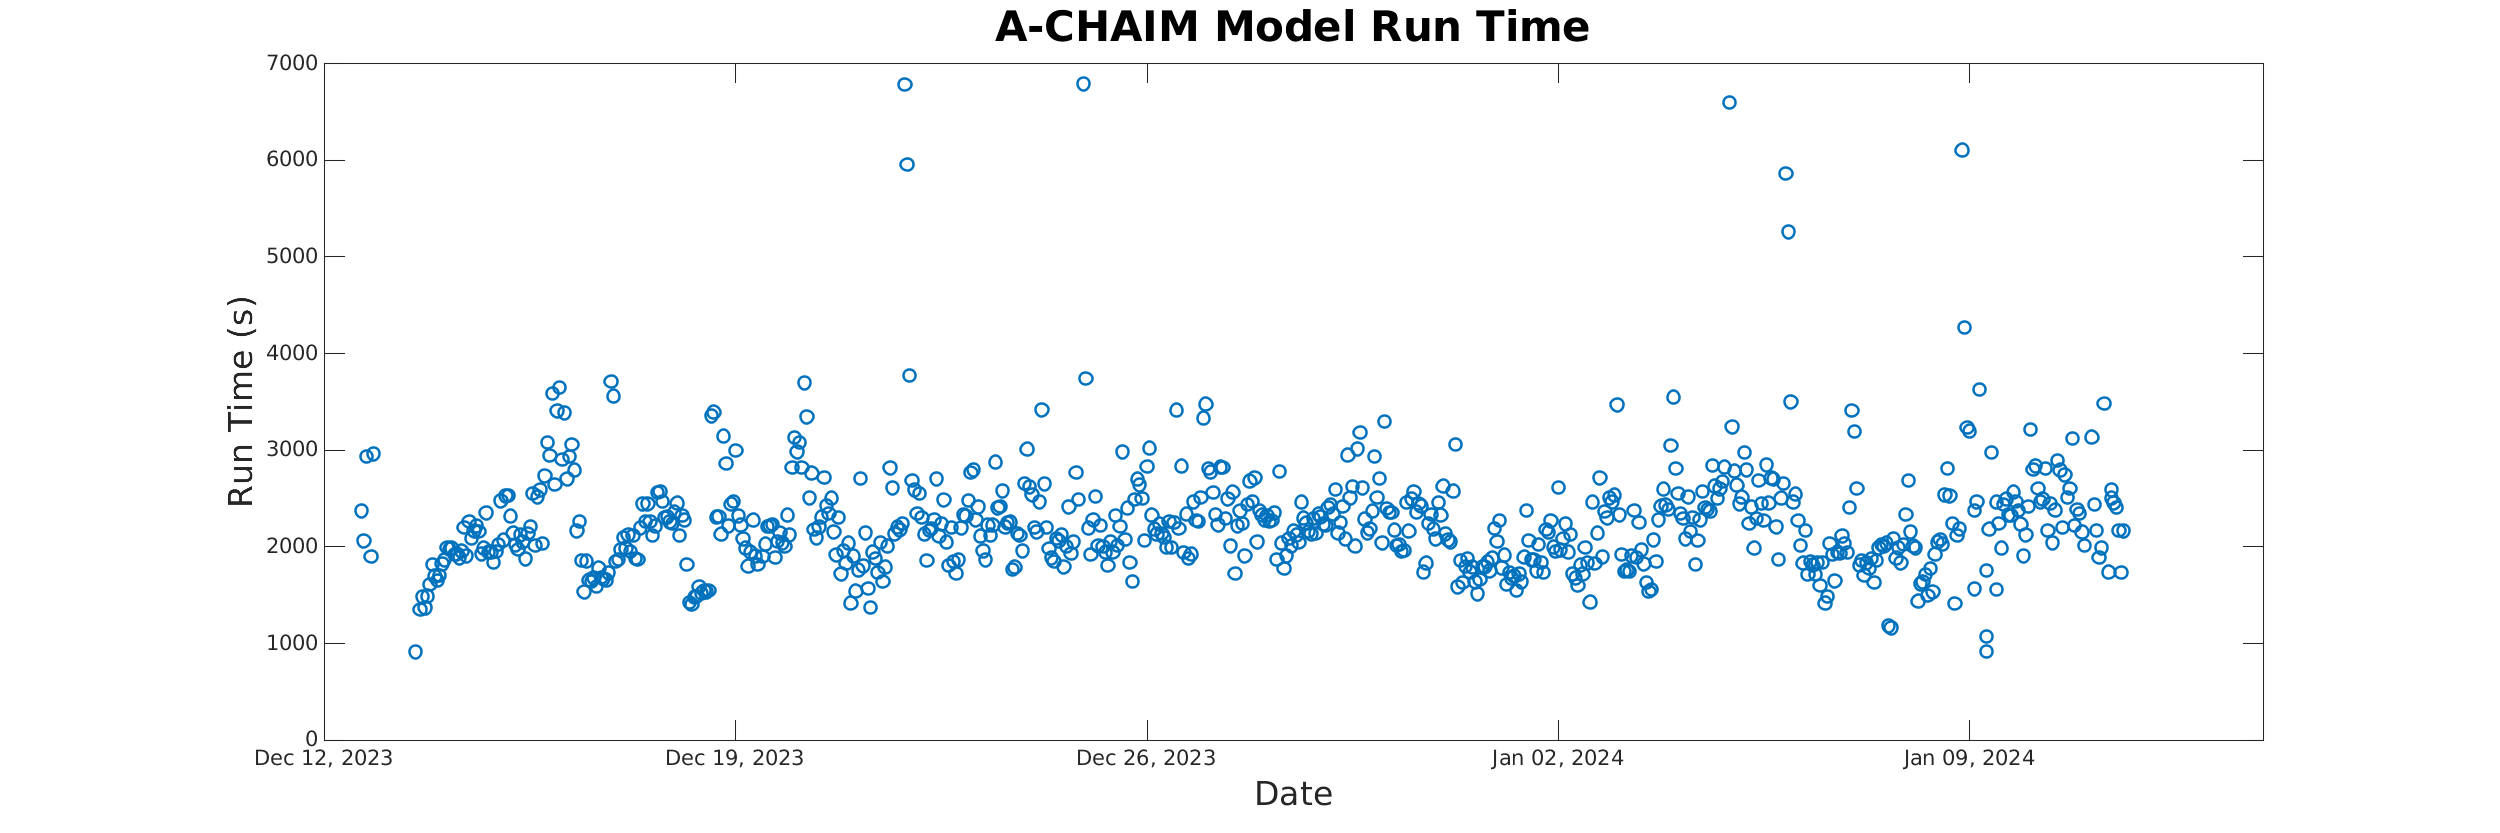 A-CHAIM Model Run Time
7000
6000
5000
4000
3000
2000
1000
0
Run Time (s)
Dec 12, 2023
Dec 19, 2023
Dec 26, 2023
Jan 02, 2024
Jan 09, 2024
Date